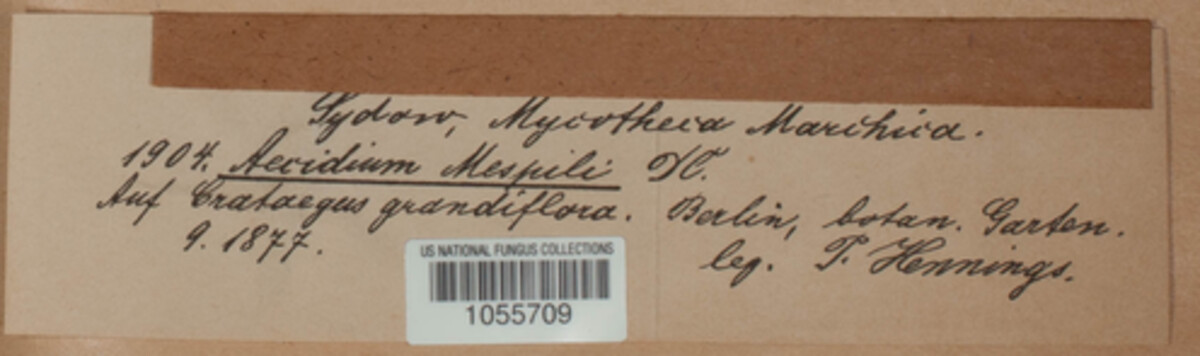 Sydow, Mycotheca Marchica.
1904. Aecidium Mespili DC.
Auf Crataegus grandiflora. Berlin, botan. Garten.
9. 1877. leg. P. Hennings.
US NATIONAL FUNGUS COLLECTIONS
1055709